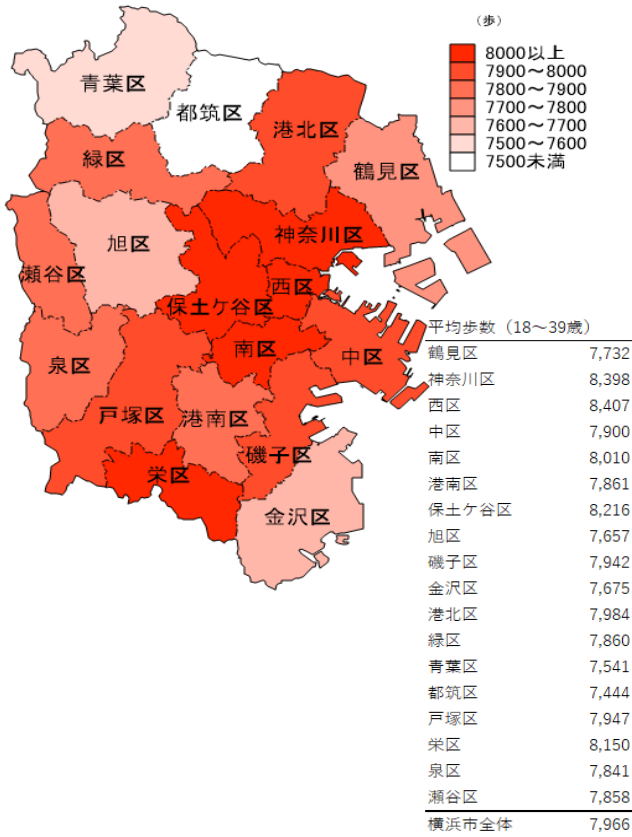 (歩)
8000以上
7900～8000
7800～7900
7700～7800
7600～7700
7500～7600
7500未満
青葉区
都筑区
港北区
緑区
鶴見区
旭区
神奈川区
瀬谷区
西区
保土ケ谷区
南区
中区
泉区
戸塚区
港南区
磯子区
栄区
金沢区
平均歩数（18～39歳）
鶴見区 7,732
神奈川区 8,398
西区 8,407
中区 7,900
南区 8,010
港南区 7,861
保土ケ谷区 8,216
旭区 7,657
磯子区 7,942
金沢区 7,675
港北区 7,984
緑区 7,860
青葉区 7,541
都筑区 7,444
戸塚区 7,947
栄区 8,150
泉区 7,841
瀬谷区 7,858
横浜市全体 7,966